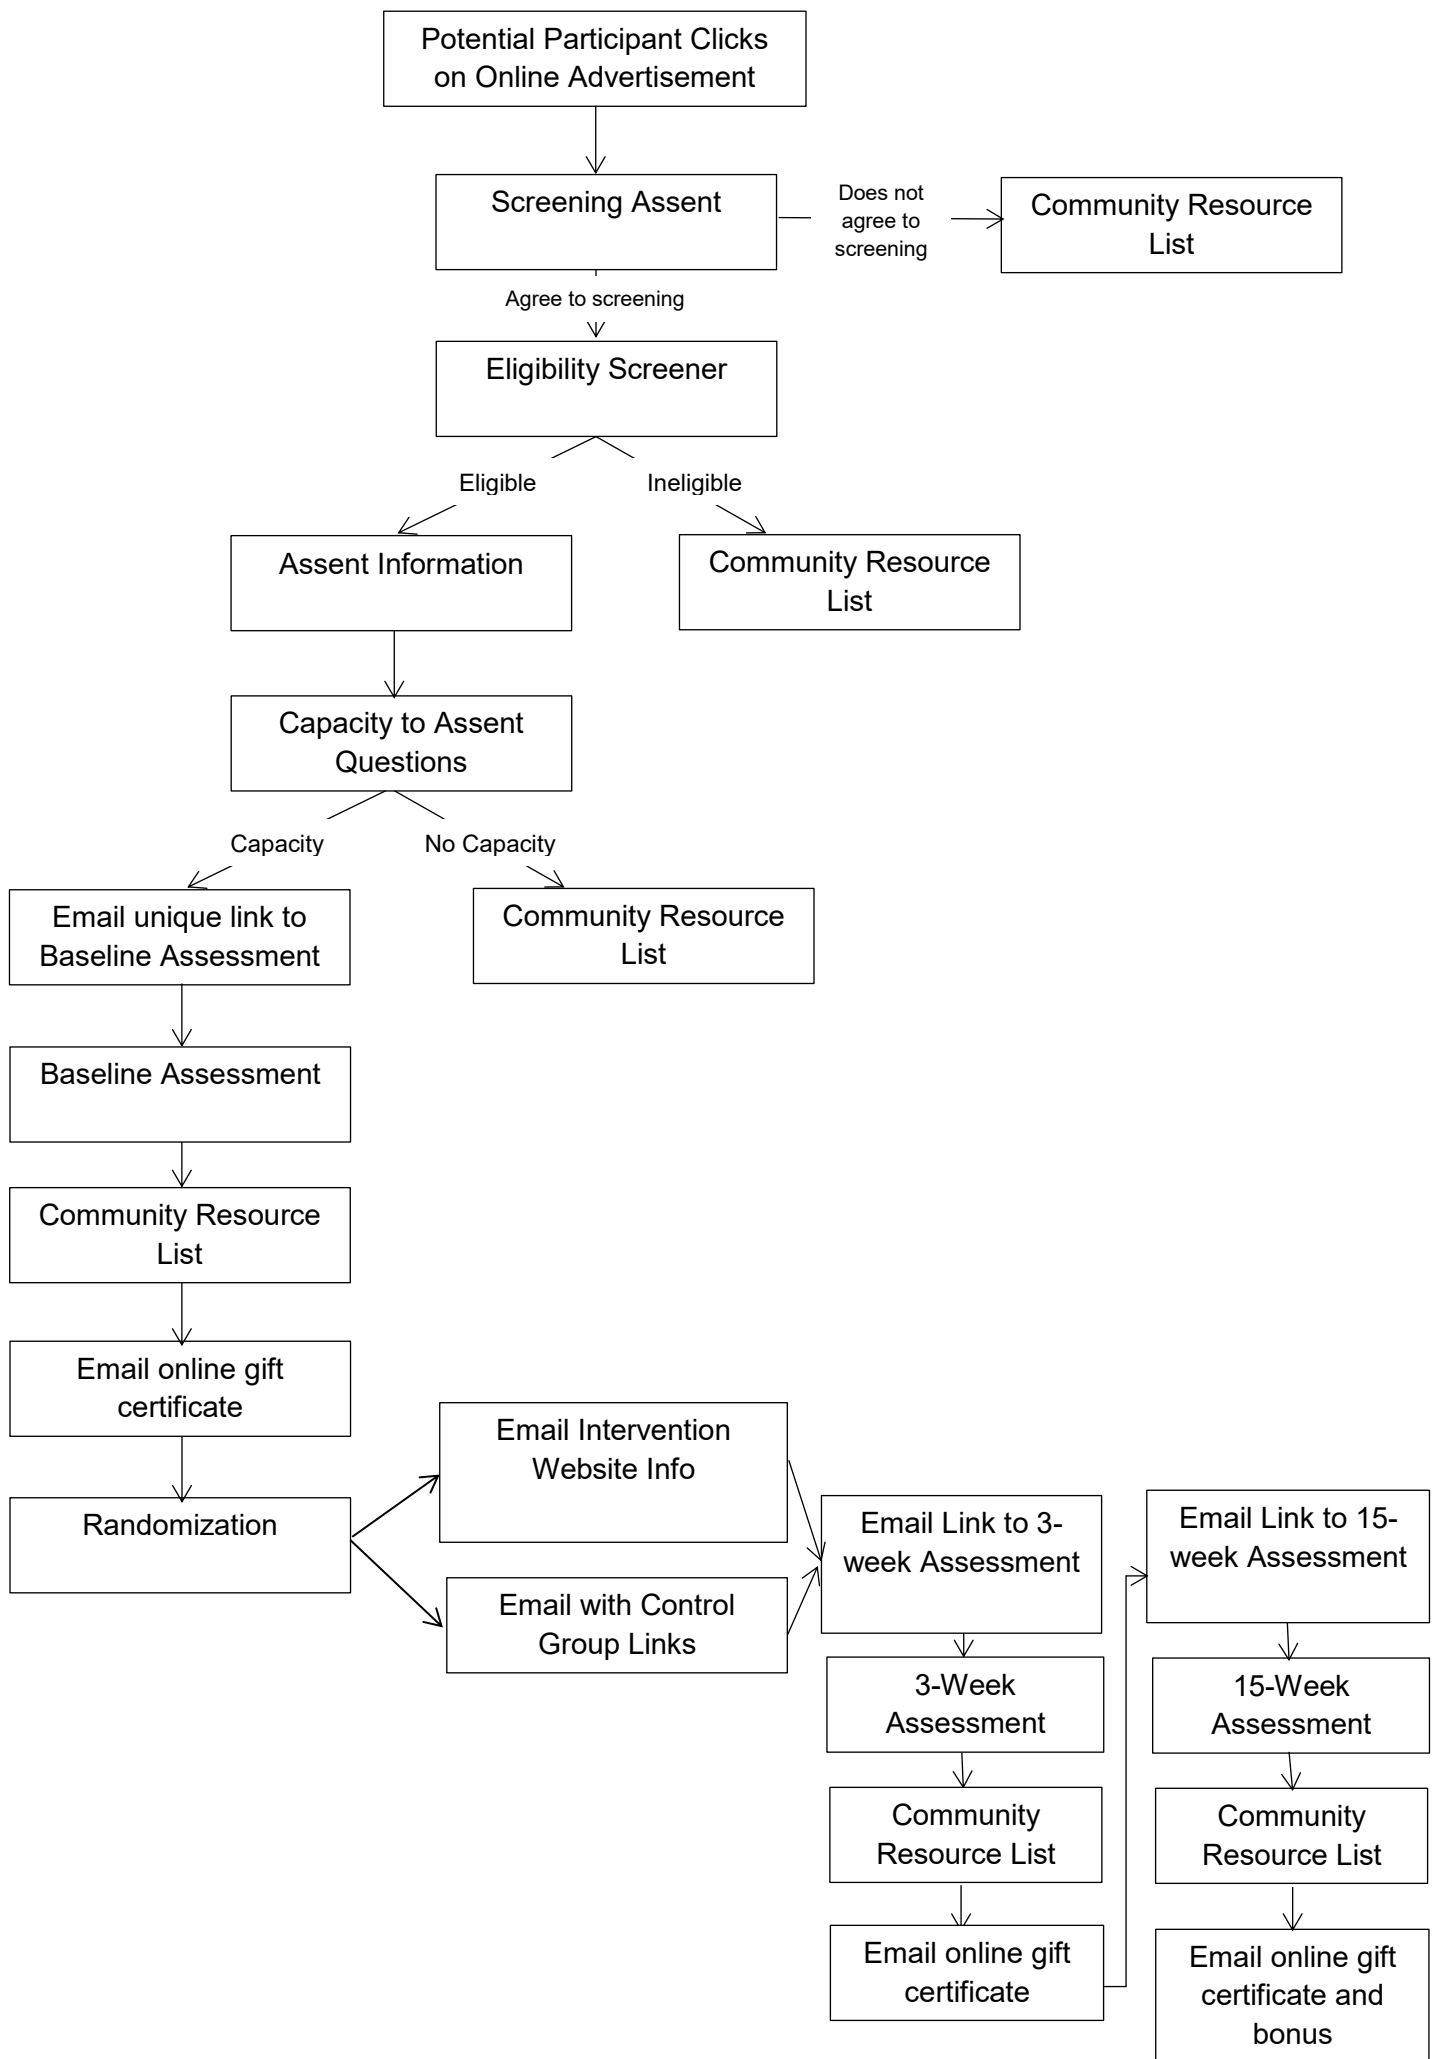 Potential Participant Clicks
on Online Advertisement
Screening Assent
Does not
agree to
screening
Community Resource
List
Agree to screening
Eligibility Screener
Eligible
Ineligible
Assent Information
Community Resource
List
Capacity to Assent
Questions
Capacity
No Capacity
Email unique link to
Baseline Assessment
Community Resource
List
Baseline Assessment
Community Resource
List
Email online gift
certificate
Randomization
Email Intervention
Website Info
Email with Control
Group Links
Email Link to 3-
week Assessment
3-Week
Assessment
Community
Resource List
Email online gift
certificate
Email Link to 15-
week Assessment
15-Week
Assessment
Community
Resource List
Email online gift
certificate and
bonus